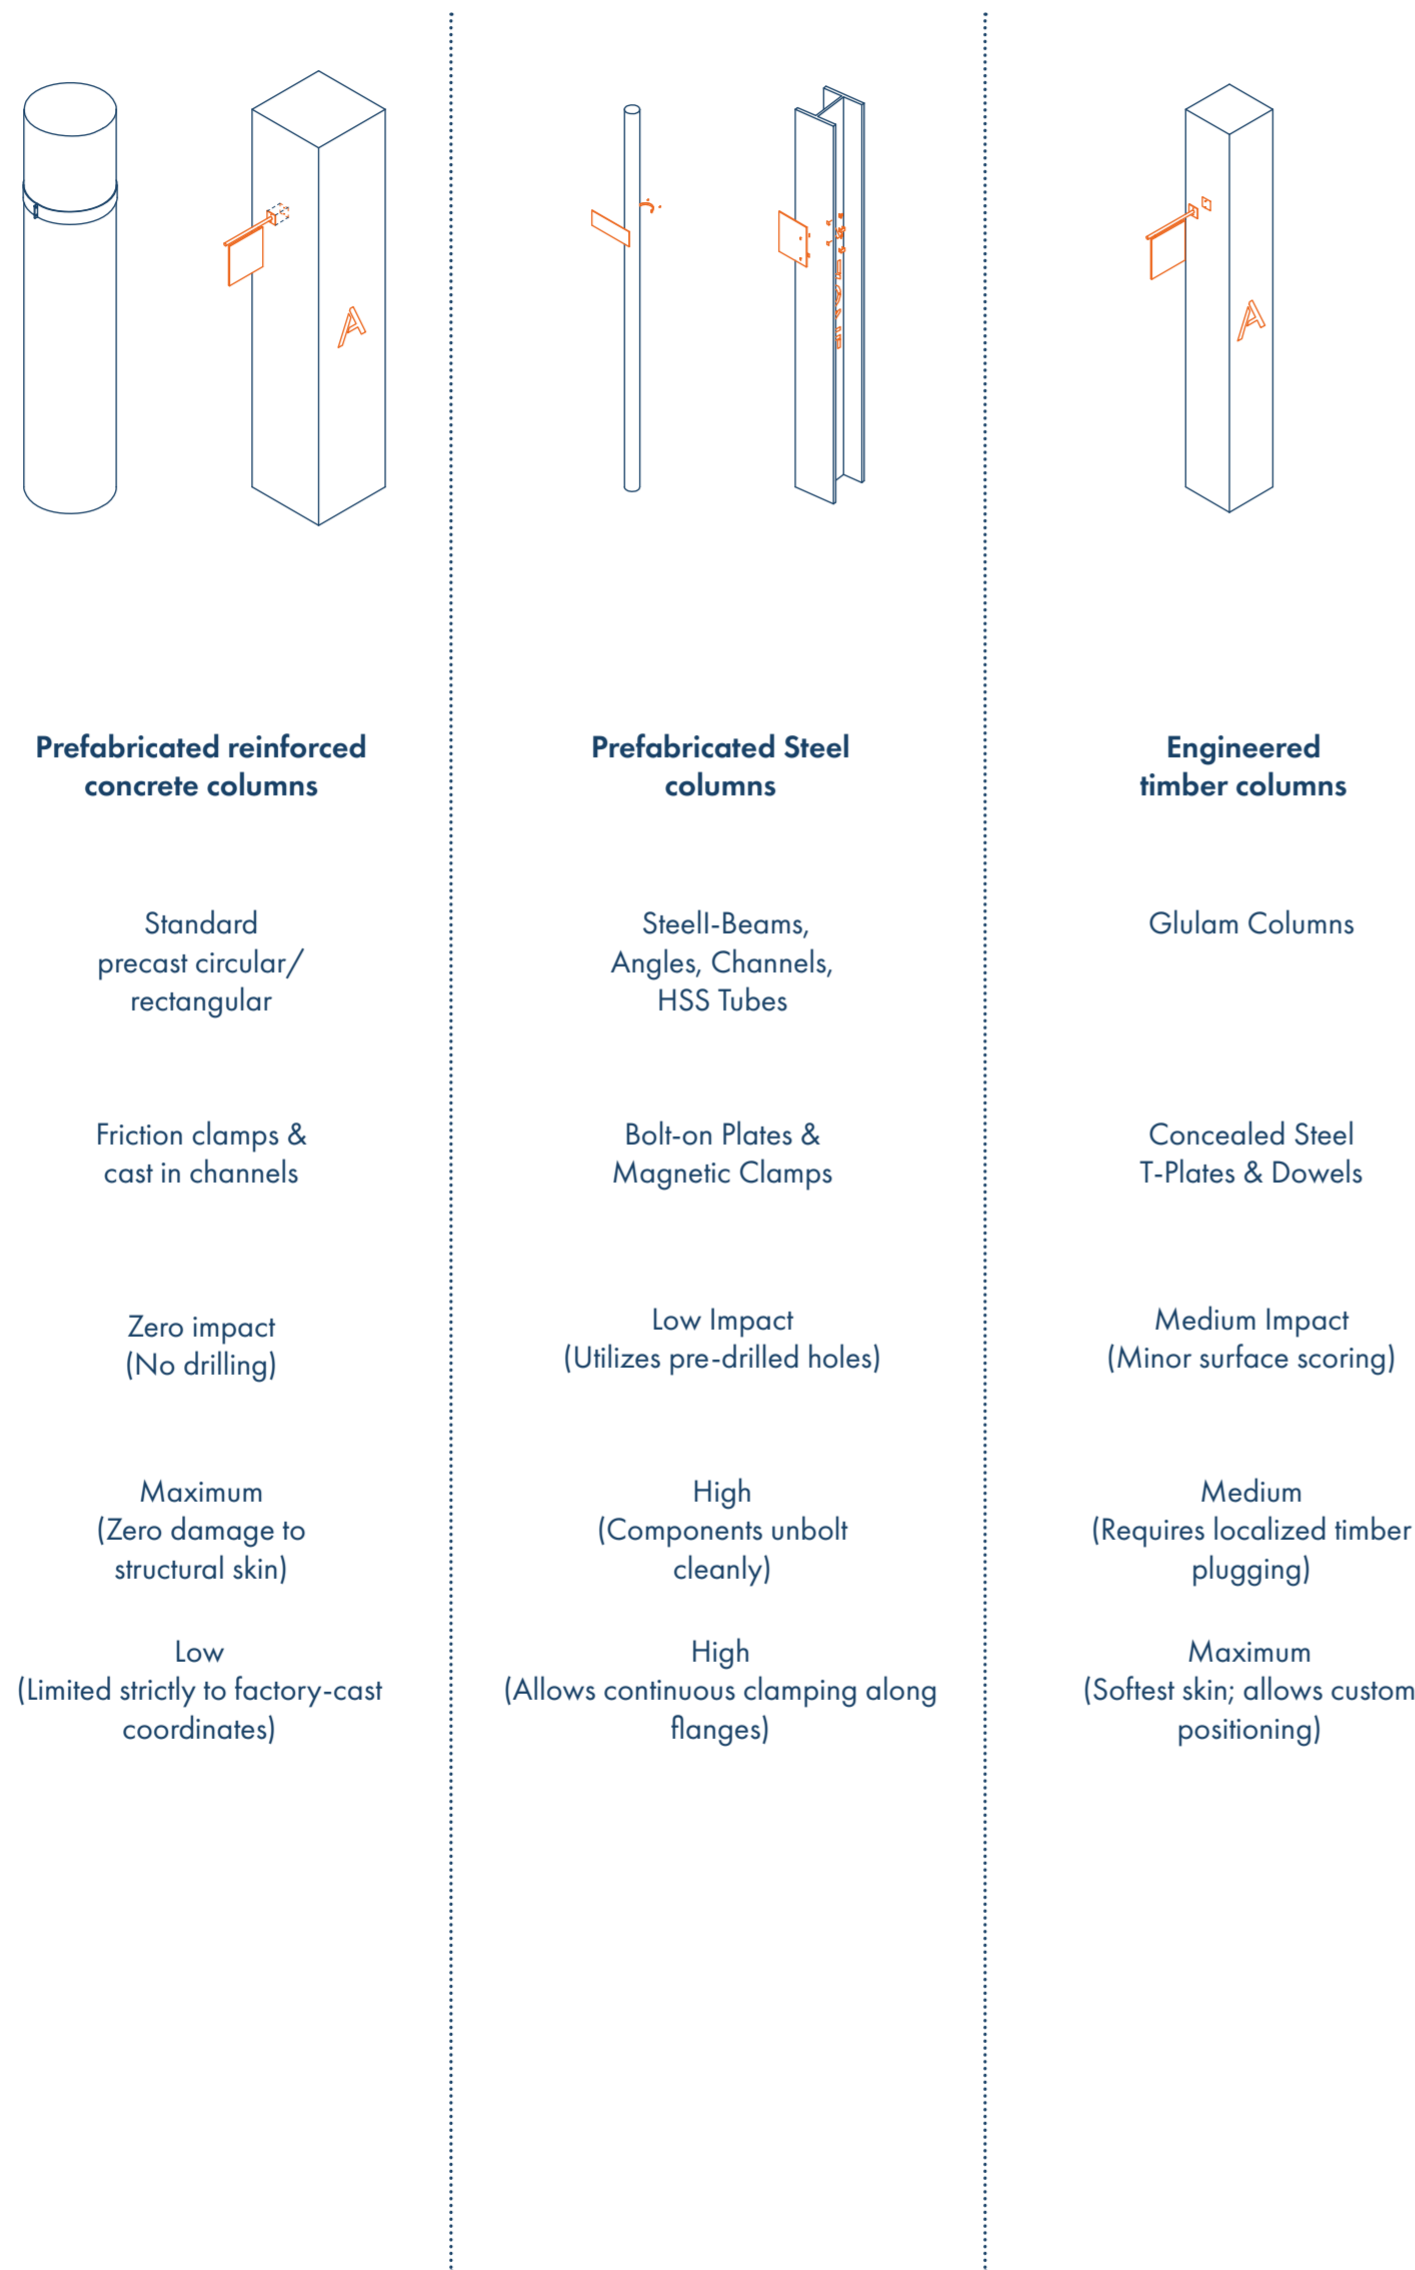 A
A
Prefabricated reinforced
concrete columns
Prefabricated Steel
columns
Engineered
timber columns
Standard
precast circular/
rectangular
SteelI-Beams,
Angles, Channels,
HSS Tubes
Glulam Columns
Friction clamps &
cast in channels
Bolt-on Plates &
Magnetic Clamps
Concealed Steel
T-Plates & Dowels
Zero impact
(No drilling)
Low Impact
(Utilizes pre-drilled holes)
Medium Impact
(Minor surface scoring)
Maximum
(Zero damage to
structural skin)
High
(Components unbolt
cleanly)
Medium
(Requires localized timber
plugging)
Low
(Limited strictly to factory-cast
coordinates)
High
(Allows continuous clamping along
flanges)
Maximum
(Softest skin; allows custom
positioning)